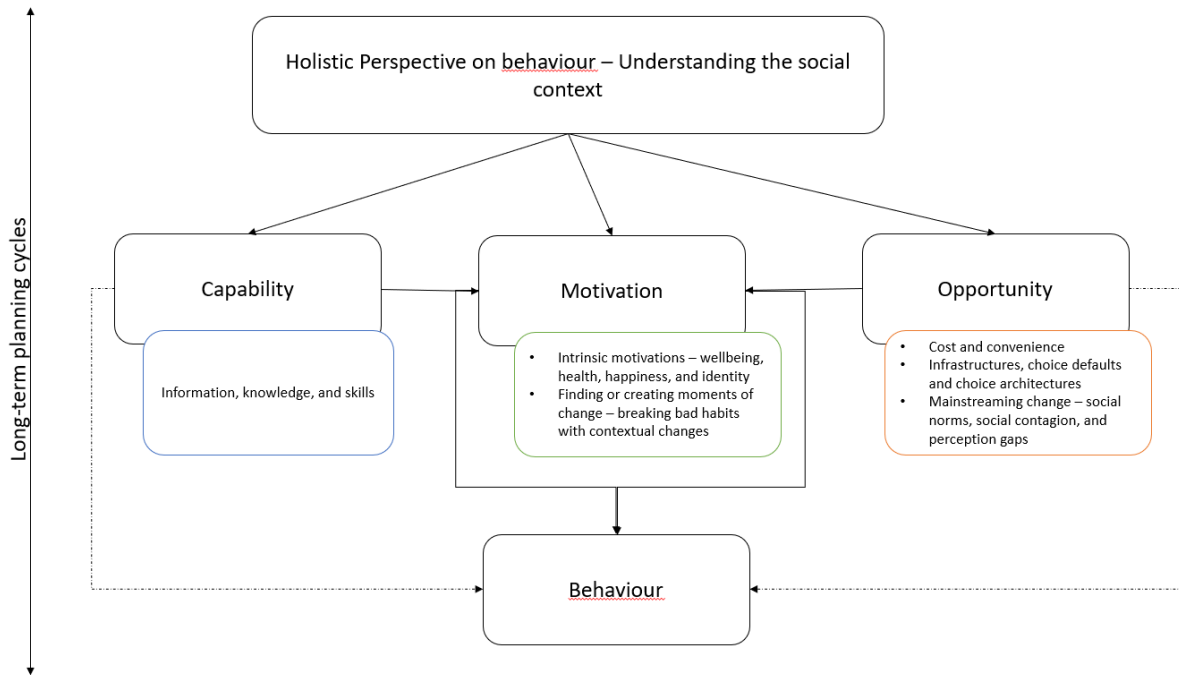 Holistic Perspective on behaviour – Understanding the social
context
Long-term planning cycles
Capability
Motivation
Opportunity
Information, knowledge, and skills
• Intrinsic motivations – wellbeing,
health, happiness, and identity
• Finding or creating moments of
change – breaking bad habits
with contextual changes
• Cost and convenience
• Infrastructures, choice defaults
and choice architectures
• Mainstreaming change – social
norms, social contagion, and
perception gaps
Behaviour